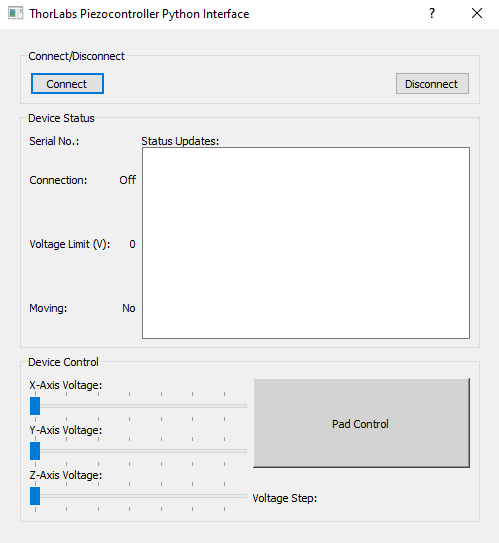 ThorLabs Piezocontroller Python Interface
Connect/Disconnect
Connect
Disconnect
Device Status
Serial No.:
Status Updates:
Connection: Off
Voltage Limit (V): 0
Moving: No
Device Control
X-Axis Voltage:
Y-Axis Voltage:
Pad Control
Z-Axis Voltage:
Voltage Step: